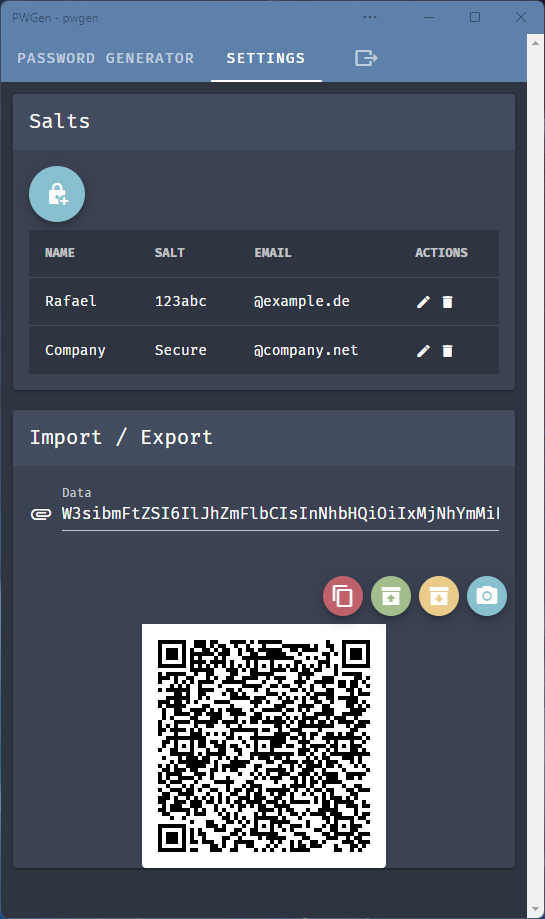 PWGen - pwgen
PASSWORD GENERATOR SETTINGS
Salts
NAME SALT EMAIL ACTIONS
Rafael 123abc @example.de
Company Secure @company.net
Import / Export
Data
W3sibmFtZSI6IlJhZmFlbCIsInNhbHQiOiIxMjNhYmMi